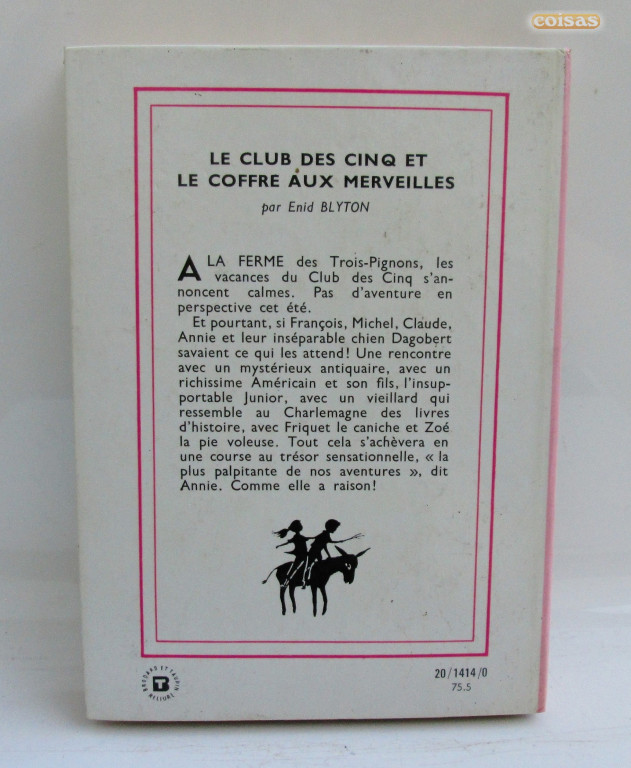 coisas
LE CLUB DES CINQ ET
LE COFFRE AUX MERVEILLES
par Enid BLYTON
A LA FERME des Trois-Pignons, les
vacances du Club des Cinq s'an-
noncent calmes. Pas d'aventure en
perspective cet été.
Et pourtant, si François, Michel, Claude,
Annie et leur inséparable chien Dagobert
savaient ce qui les attend! Une rencontre
avec un mystérieux antiquaire, avec un
richissime Américain et son fils, l'insup-
portable Junior, avec un vieillard qui
ressemble au Charlemagne des livres
d'histoire, avec Friquet le caniche et Zoé
la pie voleuse. Tout cela s'achèvera en
une course au trésor sensationnelle, « la
plus palpitante de nos aventures », dit
Annie. Comme elle a raison!
BRODARD ET TAUPIN
RELIURE
20/1414/0
75.5